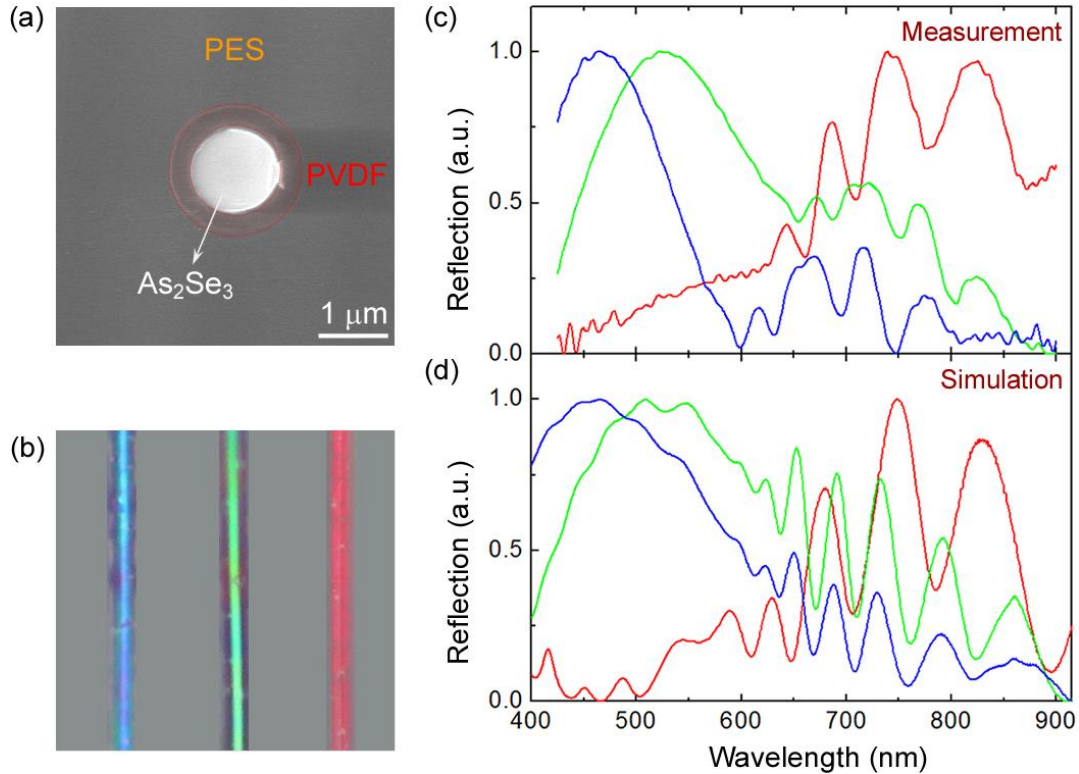 (a)
PES
PVDF
As₂Se₃
1 μm
(b)
(c)
Measurement
Reflection (a.u.)
1.0
0.5
0.0
(d)
Simulation
Reflection (a.u.)
1.0
0.5
0.0
400 500 600 700 800 900
Wavelength (nm)